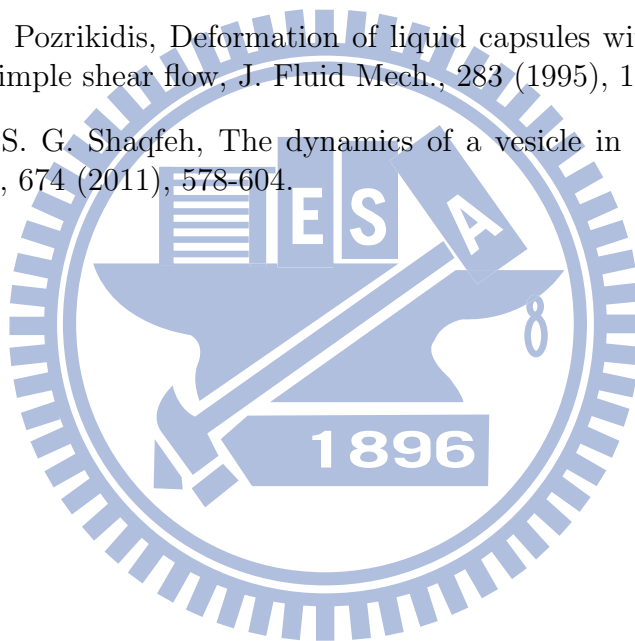 Pozrikidis, Deformation of liquid capsules wi
imple shear flow, J. Fluid Mech., 283 (1995), 1
S. G. Shaqfeh, The dynamics of a vesicle in
, 674 (2011), 578-604.
E S A
1896